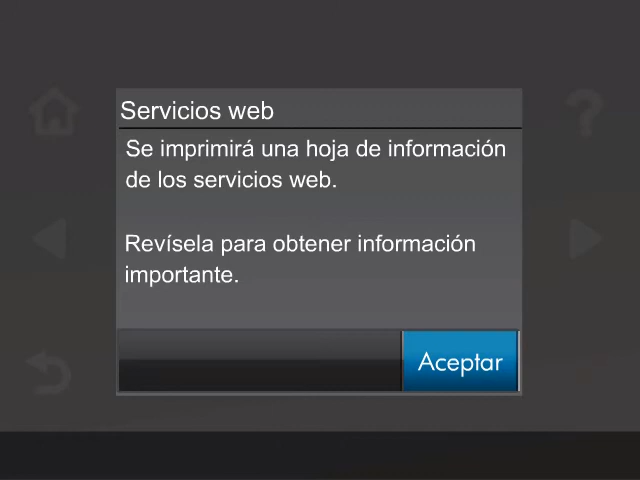 Servicios web
Se imprimirá una hoja de información
de los servicios web.
Revísela para obtener información
importante.
Aceptar
?